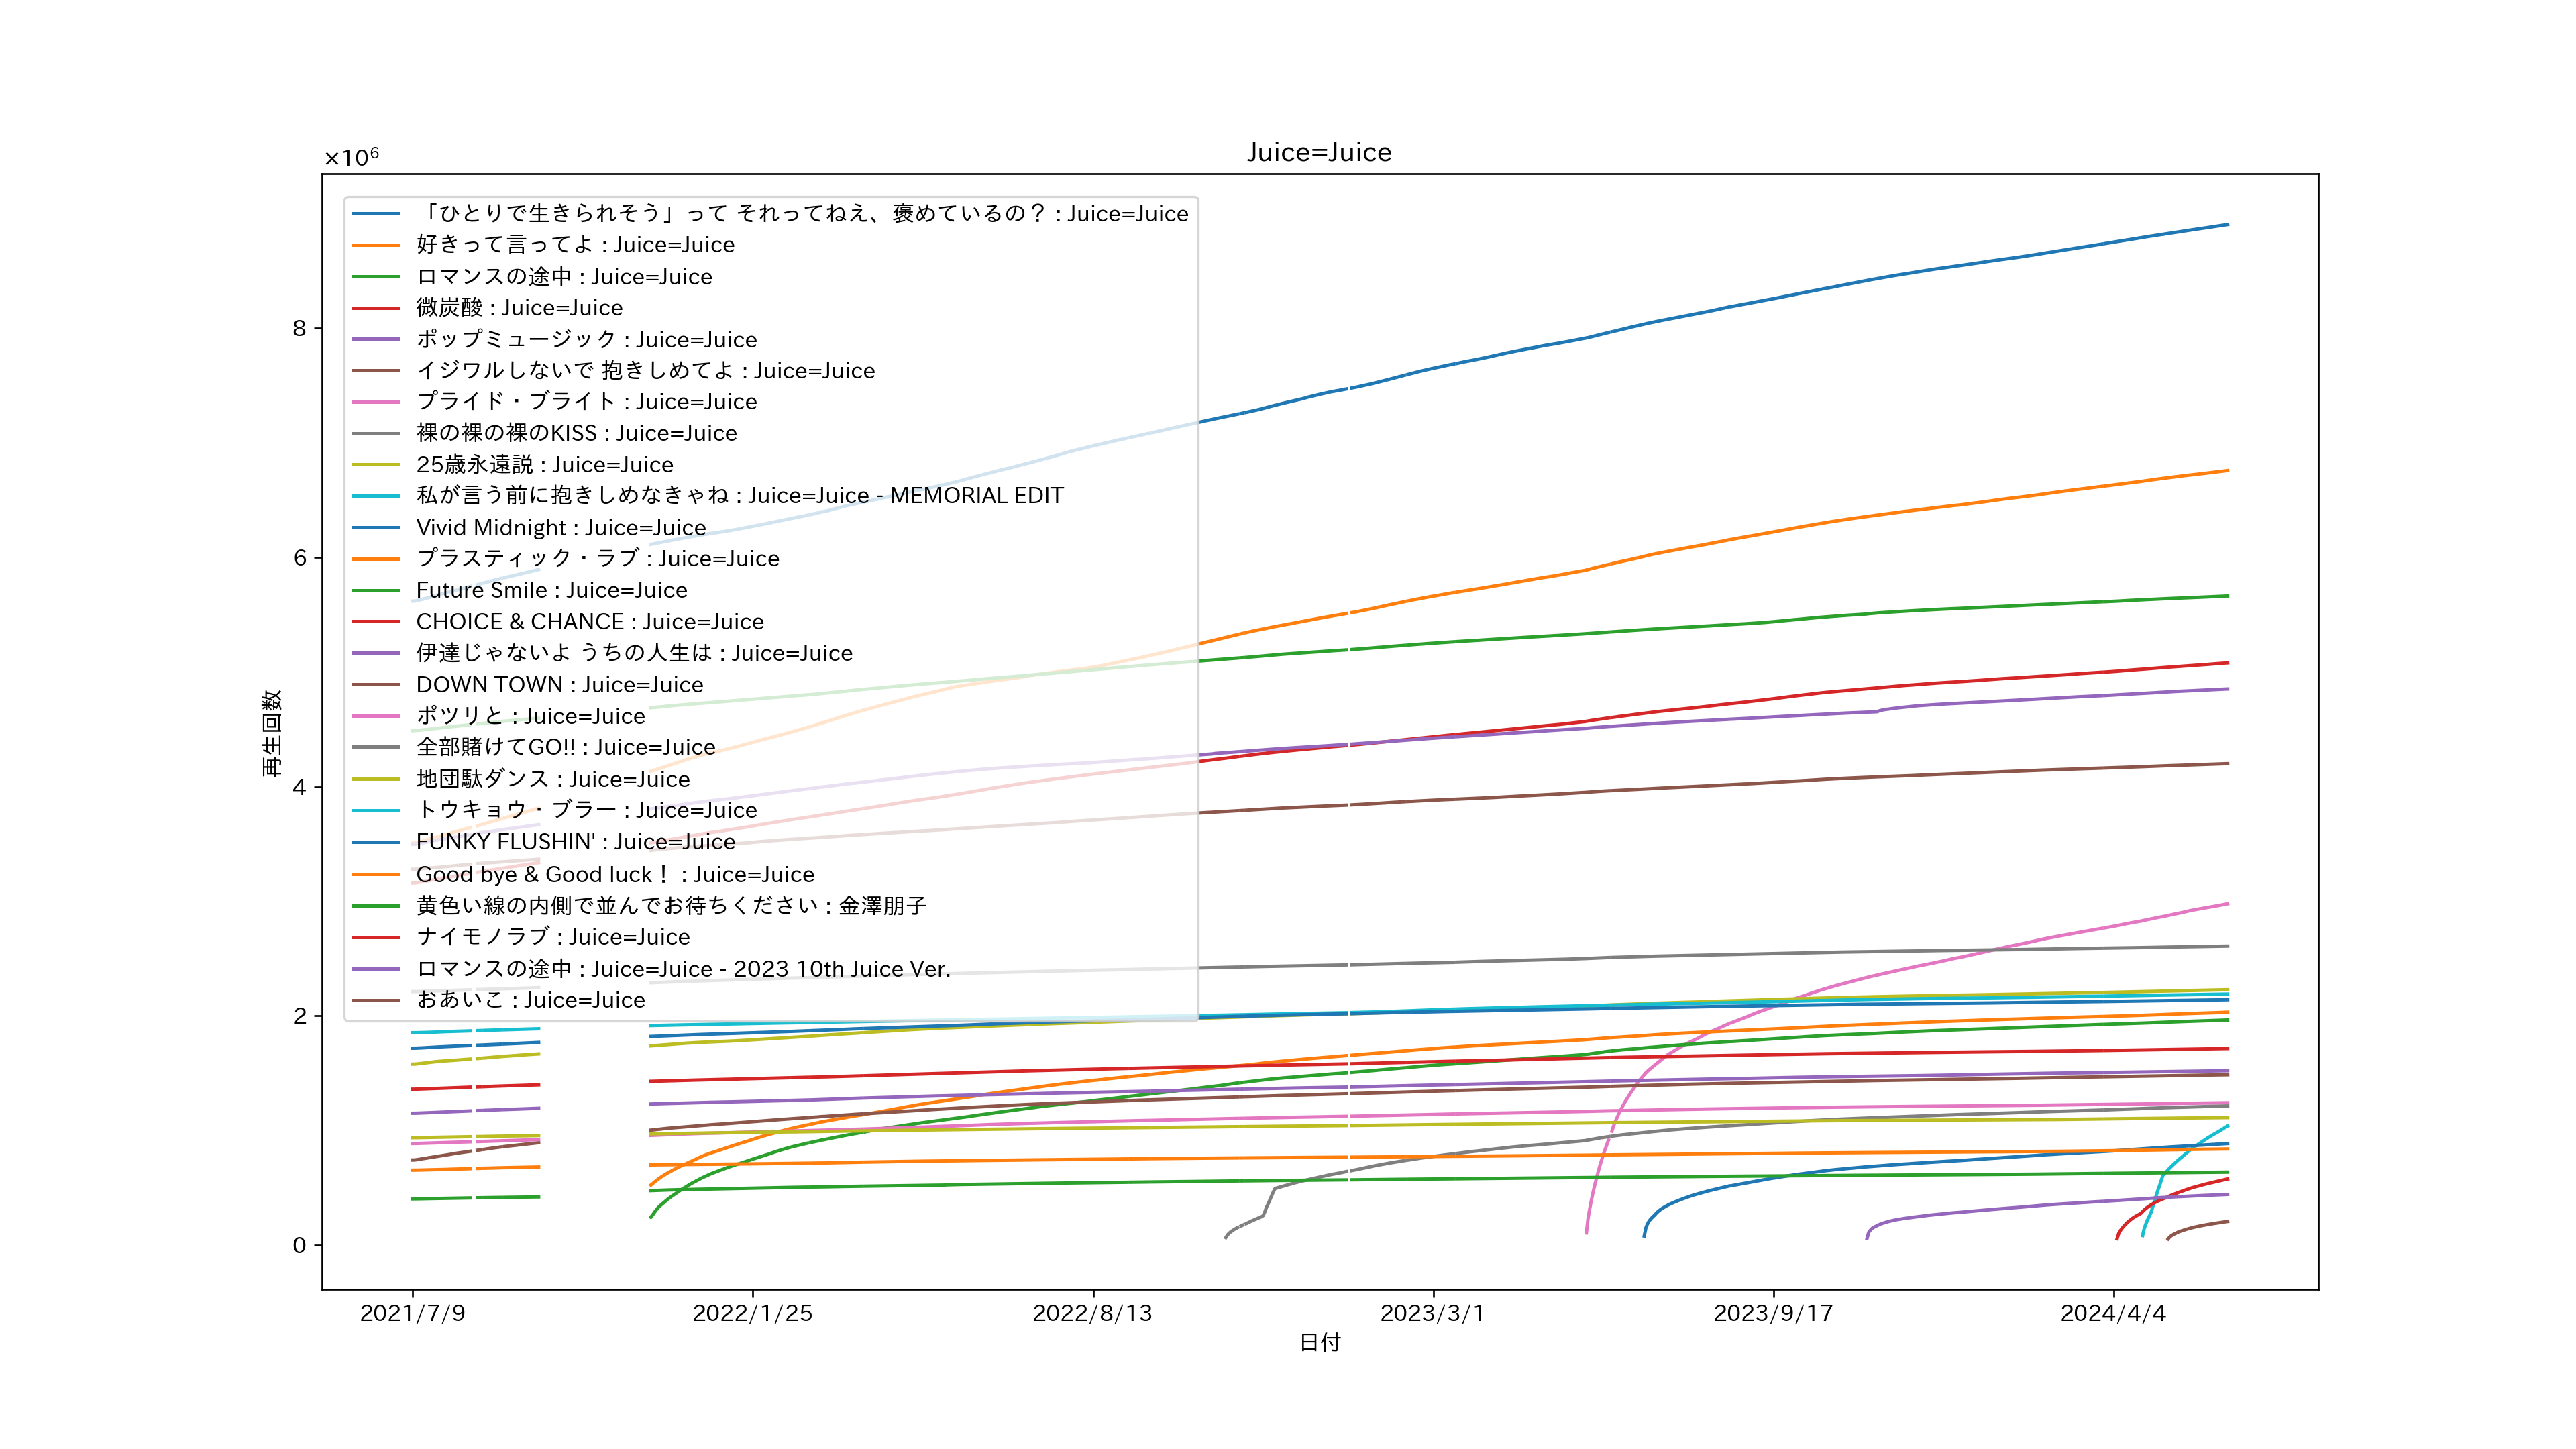 Juice=Juice
×10⁶
「ひとりで生きられそう」って それってねえ、褒めているの？ : Juice=Juice
好きって言ってよ : Juice=Juice
ロマンスの途中 : Juice=Juice
微炭酸 : Juice=Juice
ポップミュージック : Juice=Juice
イジワルしないで 抱きしめてよ : Juice=Juice
プライド・ブライト : Juice=Juice
裸の裸の裸のKISS : Juice=Juice
25歳永遠説 : Juice=Juice
私が言う前に抱きしめなきゃね : Juice=Juice - MEMORIAL EDIT
Vivid Midnight : Juice=Juice
プラスティック・ラブ : Juice=Juice
Future Smile : Juice=Juice
CHOICE & CHANCE : Juice=Juice
伊達じゃないよ うちの人生は : Juice=Juice
DOWN TOWN : Juice=Juice
ポツリと : Juice=Juice
全部賭けてGO!! : Juice=Juice
地団駄ダンス : Juice=Juice
トウキョウ・ブラー : Juice=Juice
FUNKY FLUSHIN' : Juice=Juice
Good bye & Good luck！ : Juice=Juice
黄色い線の内側で並んでお待ちください : 金澤朋子
ナイモノラブ : Juice=Juice
ロマンスの途中 : Juice=Juice - 2023 10th Juice Ver.
おあいこ : Juice=Juice
8
6
4
2
0
再生回数
2021/7/9
2022/1/25
2022/8/13
2023/3/1
2023/9/17
2024/4/4
日付